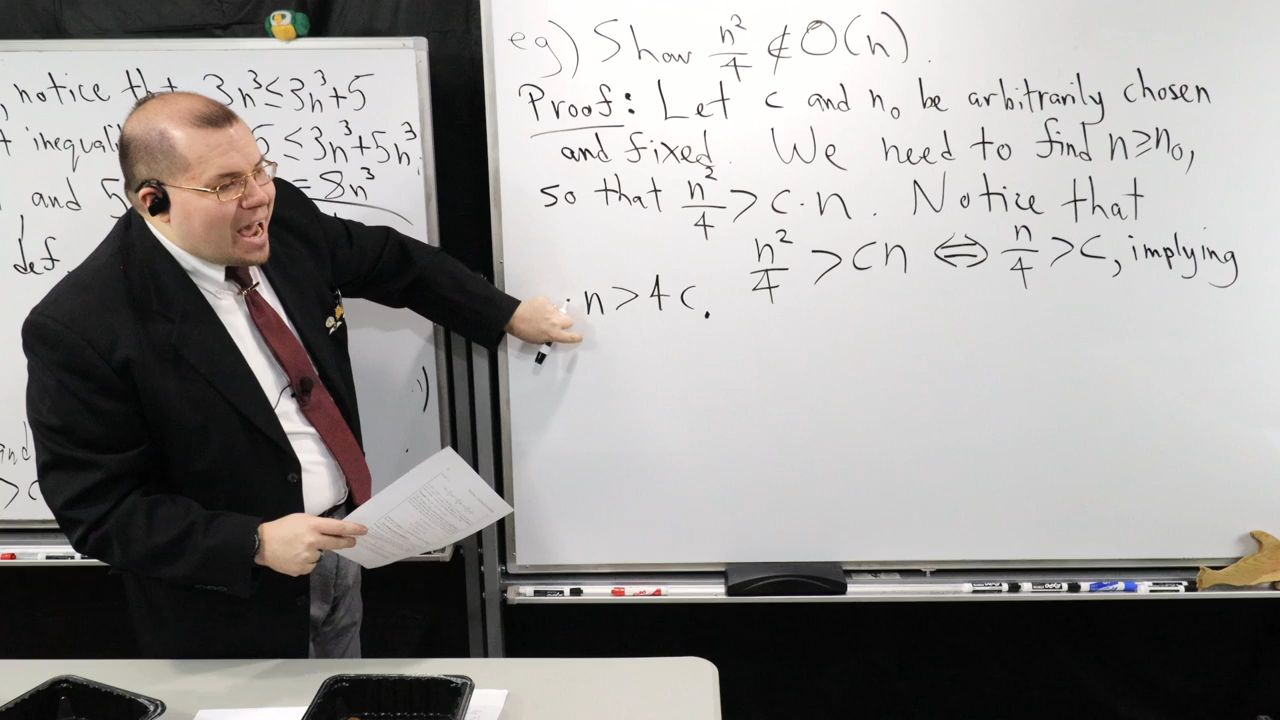 , notice that 3n³ ≤ 3n³+5
inequali
≤ 3n³+5n³,
and 5
= 8n³
def.
> c
eg) Show n²/4 ∉ O(n).
Proof: Let c and n₀ be arbitrarily chosen
and fixed. We need to find n≥n₀,
so that n²/4 > c·n. Notice that
n²/4 > cn ⇔ n/4 > c, implying
n > 4c.